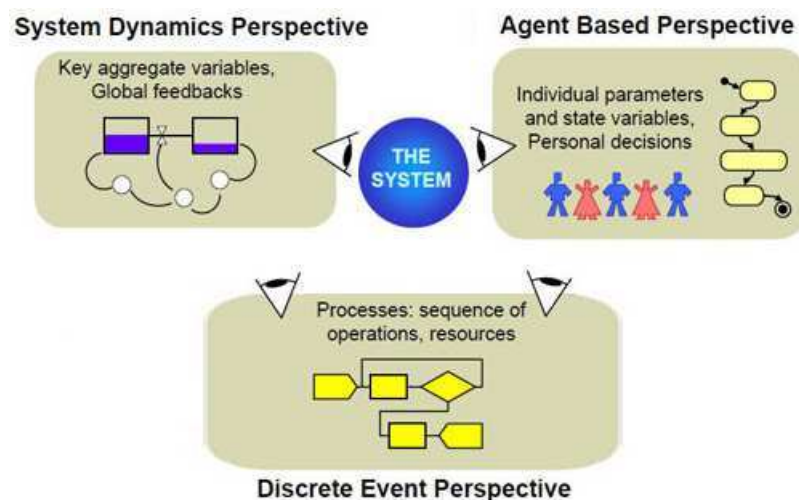 System Dynamics Perspective
Key aggregate variables,
Global feedbacks
THE
SYSTEM
Agent Based Perspective
Individual parameters
and state variables,
Personal decisions
Processes: sequence of
operations, resources
Discrete Event Perspective